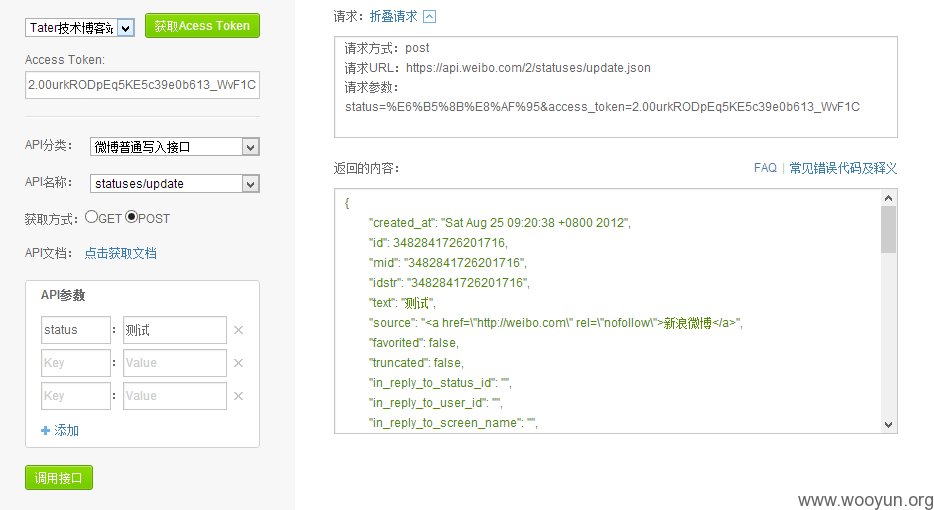 Tater技术博客站
获取Acess Token
Access Token:
2.00urkRODpEq5KE5c39e0b613_WvF1C
API分类：
微博普通写入接口
API名称：
statuses/update
获取方式： GET POST
API文档： 点击获取文档
API参数
status : 测试 ×
Key : Value ×
Key : Value ×
+ 添加
调用接口
请求： 折叠请求
请求方式： post
请求URL： https://api.weibo.com/2/statuses/update.json
请求参数：
status=%E6%B5%8B%E8%AF%95&access_token=2.00urkRODpEq5KE5c39e0b613_WvF1C
返回的内容：
FAQ | 常见错误代码及释义
{
"created_at": "Sat Aug 25 09:20:38 +0800 2012",
"id": 3482841726201716,
"mid": "3482841726201716",
"idstr": "3482841726201716",
"text": "测试",
"source": "<a href=\"http://weibo.com\" rel=\"nofollow\">新浪微博</a>",
"favorited": false,
"truncated": false,
"in_reply_to_status_id": "",
"in_reply_to_user_id": "",
"in_reply_to_screen_name": "",
www.wooyun.org